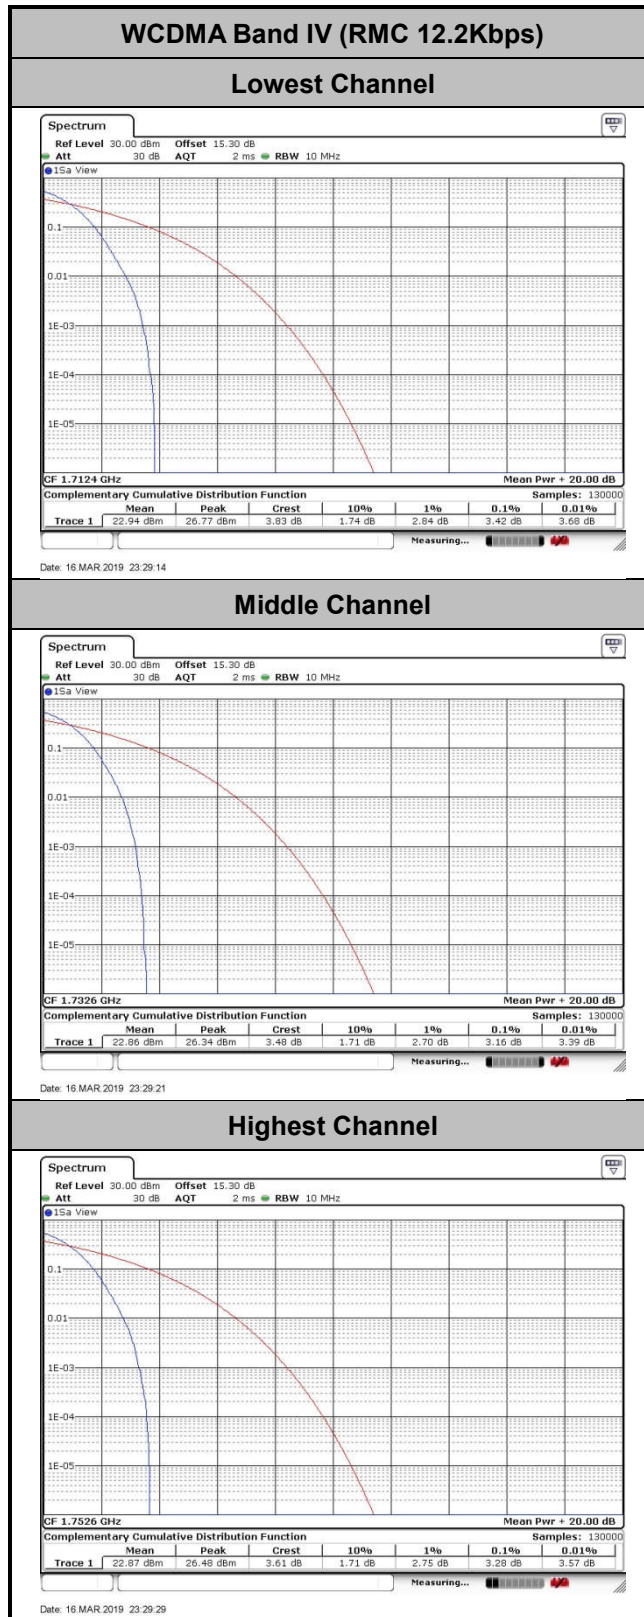 WCDMA Band IV (RMC 12.2Kbps)
Lowest Channel
Spectrum
Ref Level 30.00 dBm Offset 15.30 dB
Att 30 dB AQT 2 ms RBW 10 MHz
1Sa View
0.1
0.01
1E-03
1E-04
1E-05
CF 1.7124 GHz Mean Pwr + 20.00 dB
Complementary Cumulative Distribution Function Samples: 130000
Mean Peak Crest 10% 1% 0.1% 0.01%
Trace 1 22.94 dBm 26.77 dBm 3.83 dB 1.74 dB 2.84 dB 3.42 dB 3.68 dB
Measuring...
Date: 16.MAR.2019 23:29:14
Middle Channel
Spectrum
Ref Level 30.00 dBm Offset 15.30 dB
Att 30 dB AQT 2 ms RBW 10 MHz
1Sa View
0.1
0.01
1E-03
1E-04
1E-05
CF 1.7326 GHz Mean Pwr + 20.00 dB
Complementary Cumulative Distribution Function Samples: 130000
Mean Peak Crest 10% 1% 0.1% 0.01%
Trace 1 22.86 dBm 26.34 dBm 3.48 dB 1.71 dB 2.70 dB 3.16 dB 3.39 dB
Measuring...
Date: 16.MAR.2019 23:29:21
Highest Channel
Spectrum
Ref Level 30.00 dBm Offset 15.30 dB
Att 30 dB AQT 2 ms RBW 10 MHz
1Sa View
0.1
0.01
1E-03
1E-04
1E-05
CF 1.7526 GHz Mean Pwr + 20.00 dB
Complementary Cumulative Distribution Function Samples: 130000
Mean Peak Crest 10% 1% 0.1% 0.01%
Trace 1 22.87 dBm 26.48 dBm 3.61 dB 1.71 dB 2.75 dB 3.28 dB 3.57 dB
Measuring...
Date: 16.MAR.2019 23:29:29